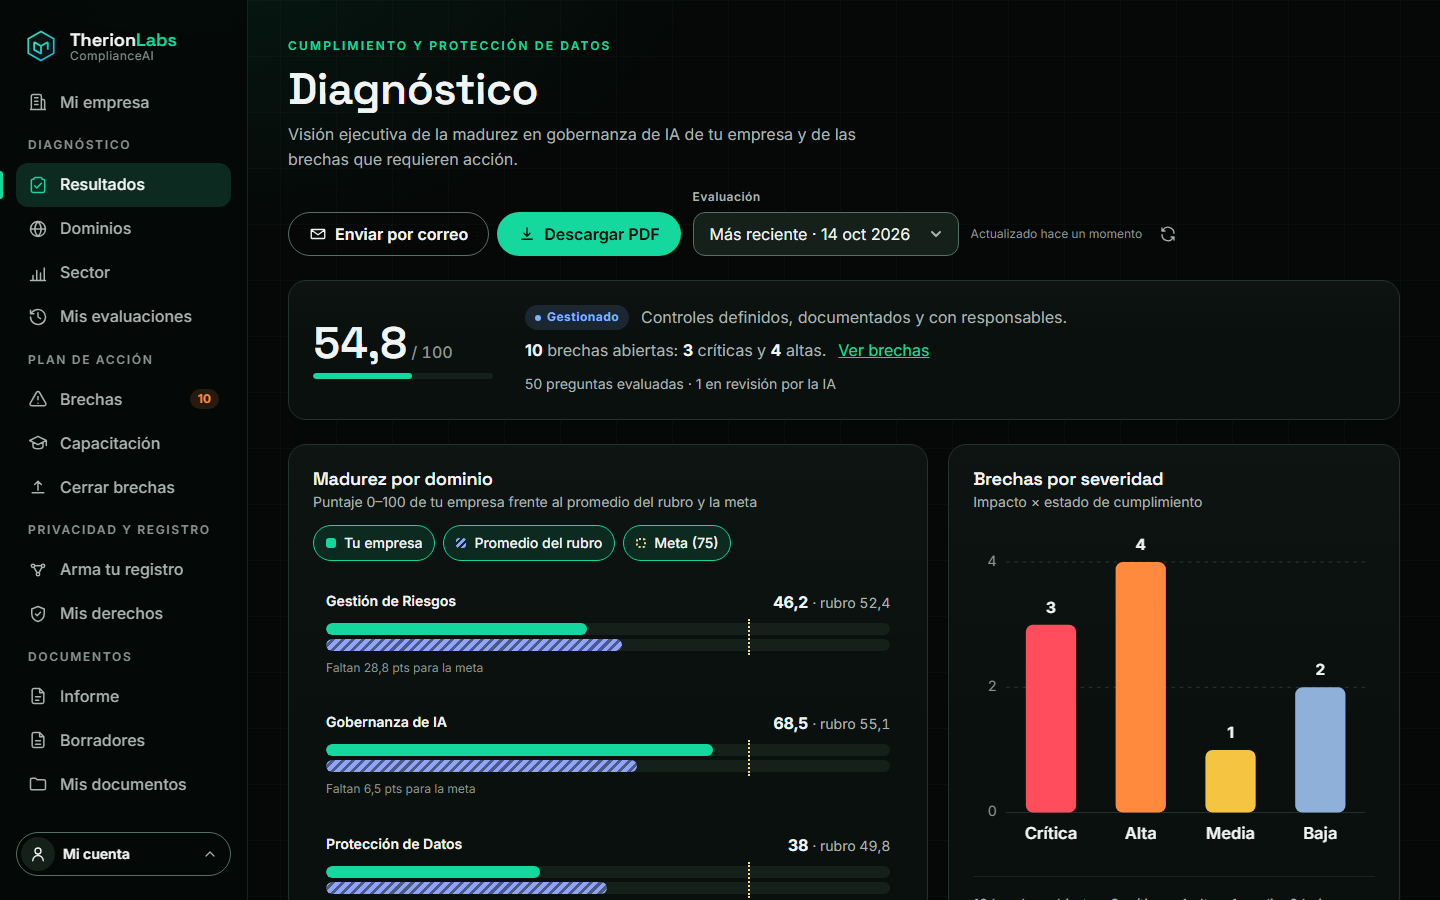 TherionLabs
ComplianceAI
Mi empresa
DIAGNÓSTICO
Resultados
Dominios
Sector
Mis evaluaciones
PLAN DE ACCIÓN
Brechas 10
Capacitación
Cerrar brechas
PRIVACIDAD Y REGISTRO
Arma tu registro
Mis derechos
DOCUMENTOS
Informe
Borradores
Mis documentos
Mi cuenta
CUMPLIMIENTO Y PROTECCIÓN DE DATOS
Diagnóstico
Visión ejecutiva de la madurez en gobernanza de IA de tu empresa y de las
brechas que requieren acción.
Evaluación
Enviar por correo
Descargar PDF
Más reciente · 14 oct 2026
Actualizado hace un momento
54,8 / 100
Gestionado Controles definidos, documentados y con responsables.
10 brechas abiertas: 3 críticas y 4 altas. Ver brechas
50 preguntas evaluadas · 1 en revisión por la IA
Madurez por dominio
Puntaje 0–100 de tu empresa frente al promedio del rubro y la meta
Tu empresa
Promedio del rubro
Meta (75)
Gestión de Riesgos 46,2 · rubro 52,4
Faltan 28,8 pts para la meta
Gobernanza de IA 68,5 · rubro 55,1
Faltan 6,5 pts para la meta
Protección de Datos 38 · rubro 49,8
Brechas por severidad
Impacto × estado de cumplimiento
4
4
3
2
2
1
0
Crítica Alta Media Baja